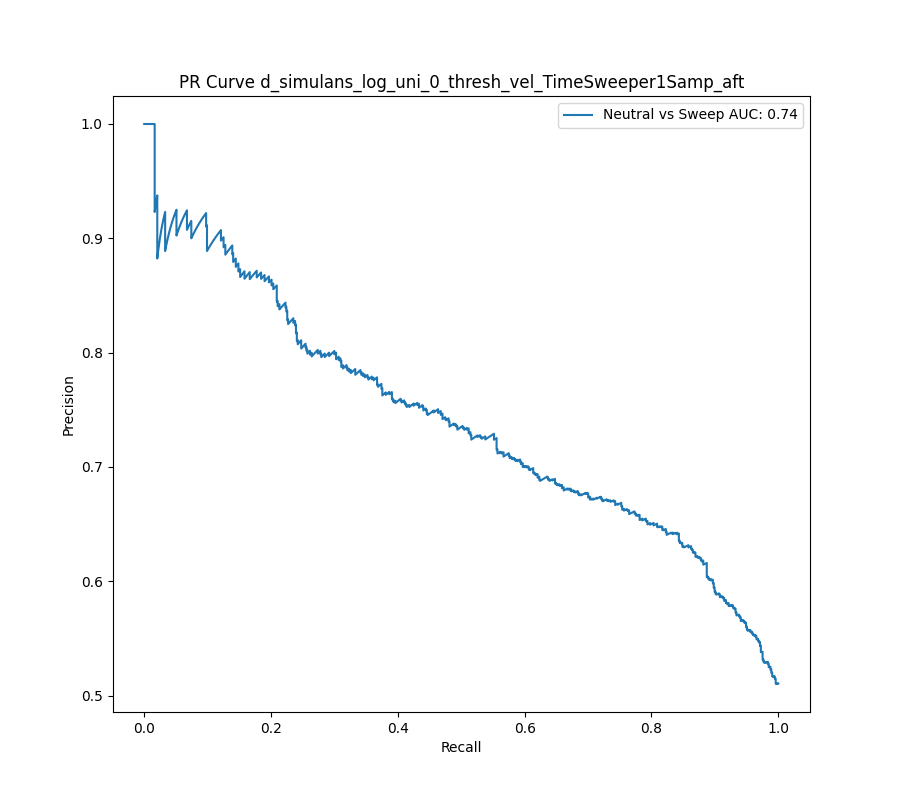 PR Curve d_simulans_log_uni_0_thresh_vel_TimeSweeper1Samp_aft
Neutral vs Sweep AUC: 0.74
1.0
0.9
0.8
0.7
0.6
0.5
Precision
0.0 0.2 0.4 0.6 0.8 1.0
Recall